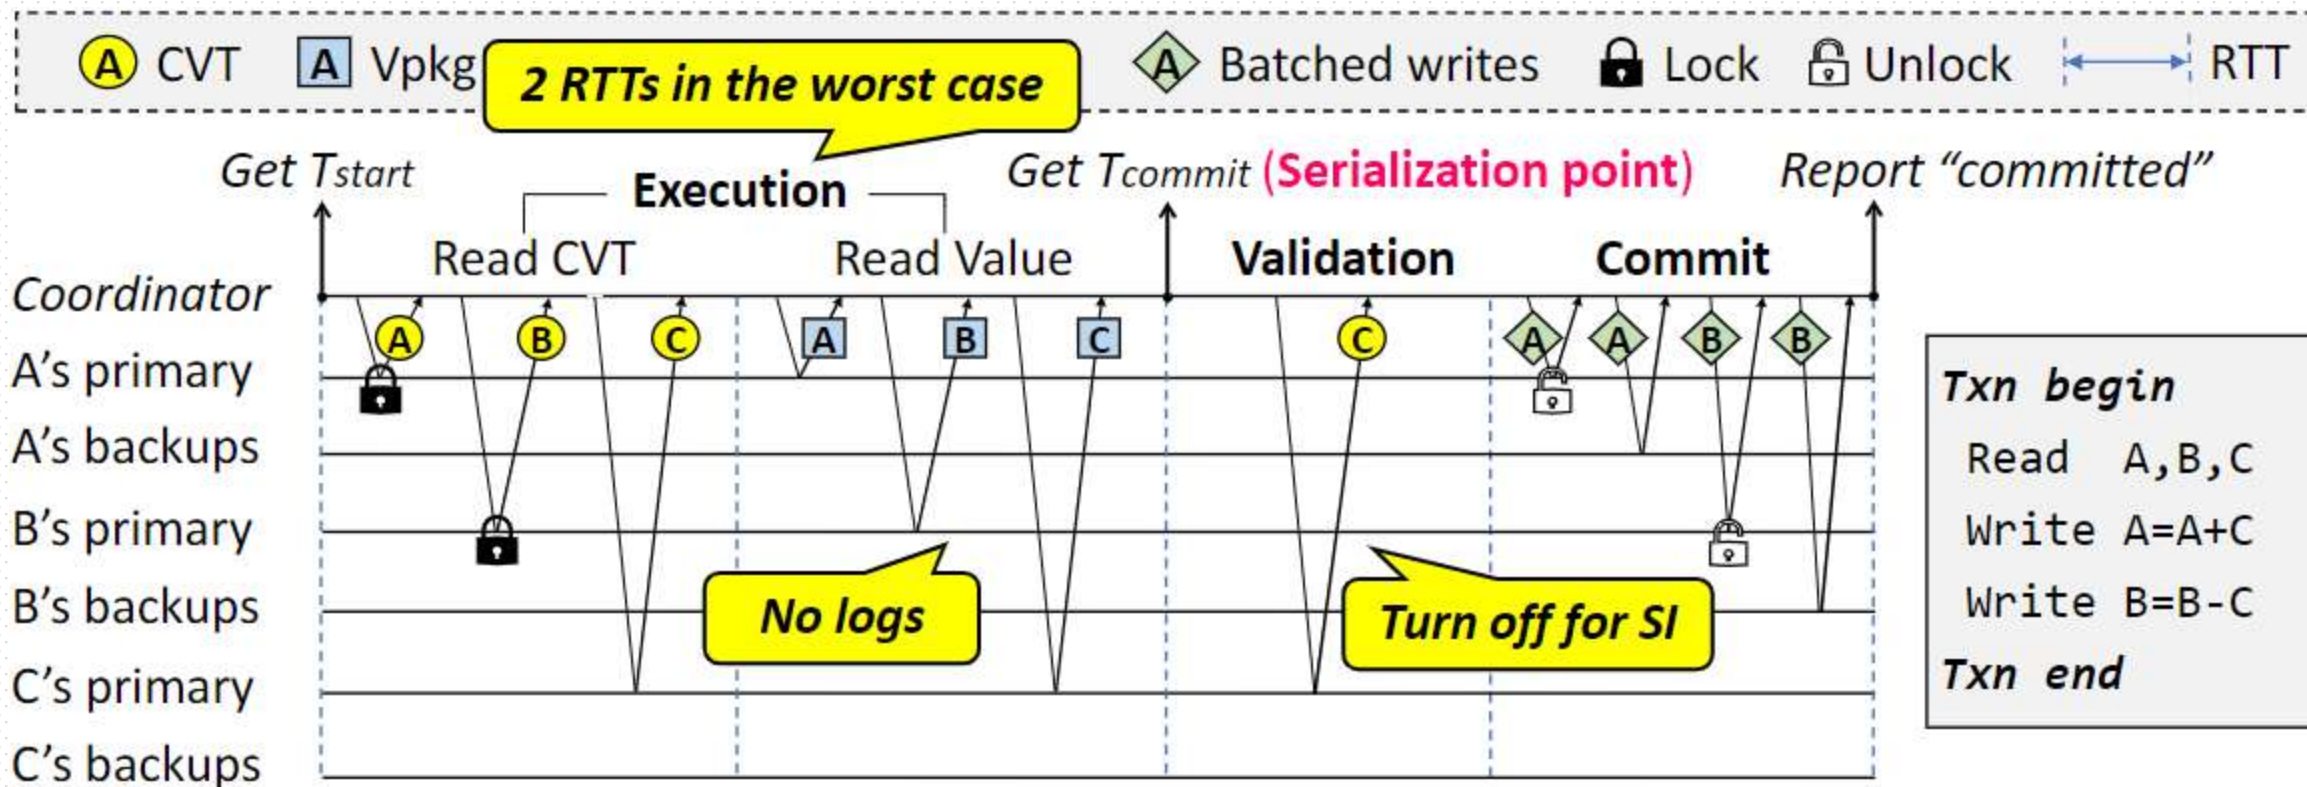 A CVT A Vpkg 2 RTTs in the worst case A Batched writes Lock Unlock RTT
Get Tstart Execution Get Tcommit (Serialization point) Report “committed”
Read CVT Read Value Validation Commit
Coordinator
A B C A B C C A A B B
A's primary
A's backups
B's primary
B's backups
C's primary
C's backups
No logs
Turn off for SI
Txn begin
Read A,B,C
Write A=A+C
Write B=B-C
Txn end